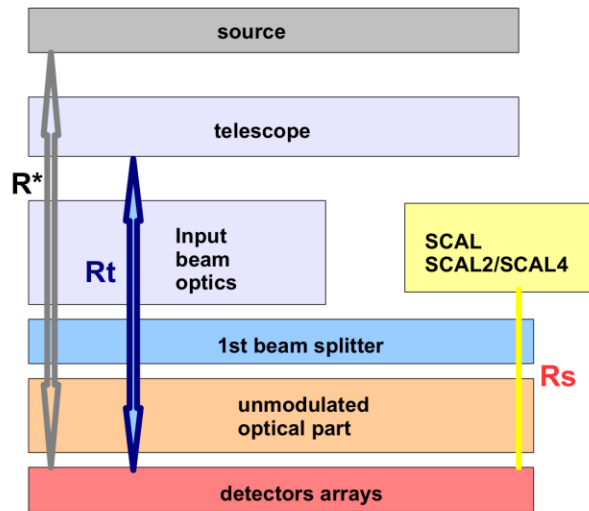 source
telescope
R*
Input
beam
optics
SCAL
SCAL2/SCAL4
Rt
1st beam splitter
Rs
unmodulated
optical part
detectors arrays